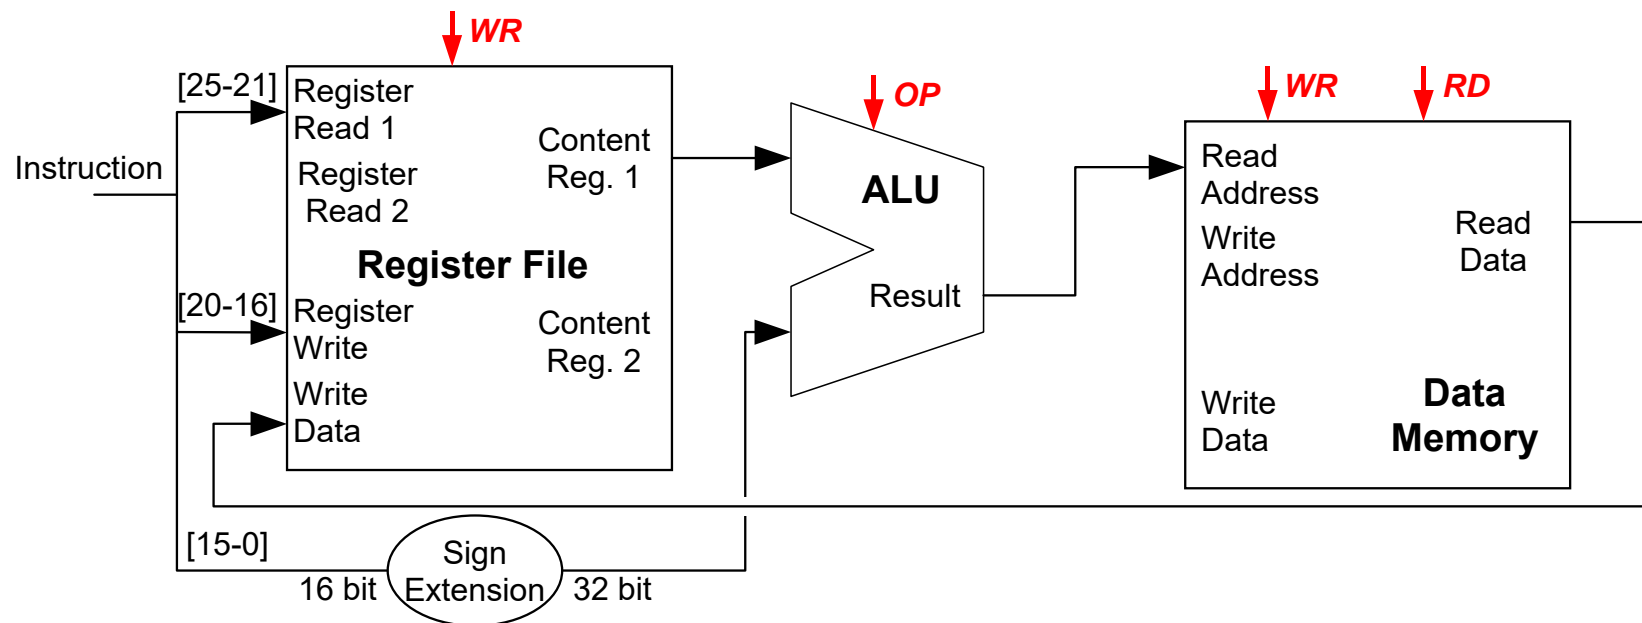 WR
[25-21]
Register
Read 1
Instruction
Register
Read 2
Content
Reg. 1
Register File
[20-16]
Register
Write
Content
Reg. 2
Write
Data
[15-0]
16 bit
Sign
Extension
32 bit
OP
ALU
Result
WR
RD
Read
Address
Write
Address
Read
Data
Write
Data
Data
Memory